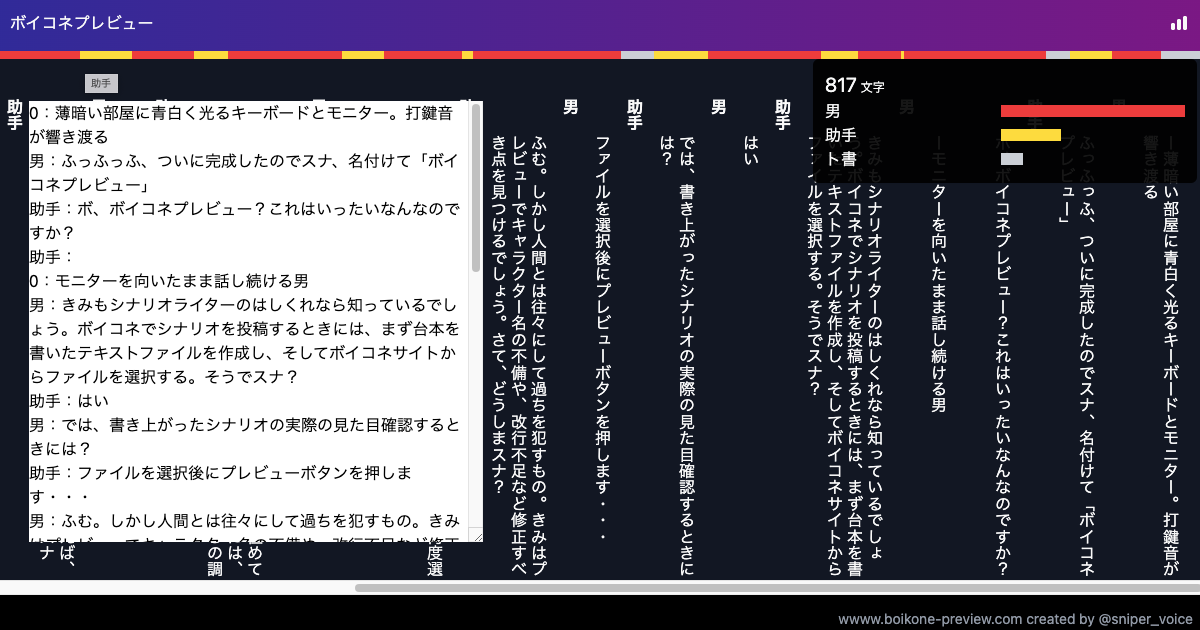 ボイコネプレビュー
助手
817文字
男
助手
ト書
0：薄暗い部屋に青白く光るキーボードとモニター。打鍵音
が響き渡る
男：ふっふっふ、ついに完成したのでスナ、名付けて「ボイ
コネプレビュー」
助手：ボ、ボイコネプレビュー？これはいったいなんなので
すか？
助手：
0：モニターを向いたまま話し続ける男
男：きみもシナリオライターのはしくれなら知っているでし
ょう。ボイコネでシナリオを投稿するときには、まず台本を
書いたテキストファイルを作成し、そしてボイコネサイトか
らファイルを選択する。そうでスナ？
助手：はい
男：では、書き上がったシナリオの実際の見た目確認すると
きには？
助手：ファイルを選択後にプレビューボタンを押しま
す・・・
男：ふむ。しかし人間とは往々にして過ちを犯すもの。きみ
ー薄暗い部屋に青白く光るキーボードとモニター。打鍵音が
響き渡る
男
ふっふっふ、ついに完成したのでスナ、名付けて「ボイコネ
プレビュー」
助手
ボ、ボイコネプレビュー？これはいったいなんなのですか？
ーモニターを向いたまま話し続ける男
男
きみもシナリオライターのはしくれなら知っているでしょ
う。ボイコネでシナリオを投稿するときには、まず台本を書
いたテキストファイルを作成し、そしてボイコネサイトから
ファイルを選択する。そうでスナ？
助手
はい
男
では、書き上がったシナリオの実際の見た目確認するときに
は？
助手
ファイルを選択後にプレビューボタンを押します・・・
男
ふむ。しかし人間とは往々にして過ちを犯すもの。きみはプ
レビューでキャラクター名の不備や、改行不足など修正すべ
き点を見つけるでしょう。さて、どうしまスナ？
度選
めて
は、
の調
ば、
ナ
助手
wwww.boikone-preview.com created by @sniper_voice